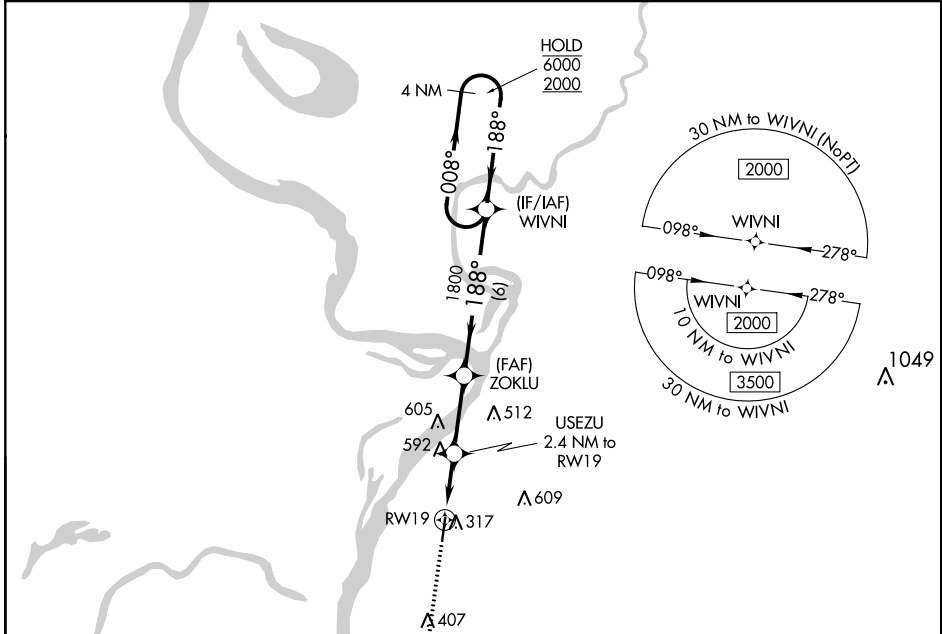 HOLD
6000
2000
4 NM
188°
008°
(IF/IAF)
WIVNI
1800
188°
(6)
(FAF)
ZOKLU
605
512
592
USEZU
2.4 NM to
RW19
609
RW19
317
407
30 NM to WIVNI (NoPT)
2000
WIVNI
098°
278°
098°
278°
WIVNI
2000
10 NM to WIVNI
3500
30 NM to WIVNI
1049